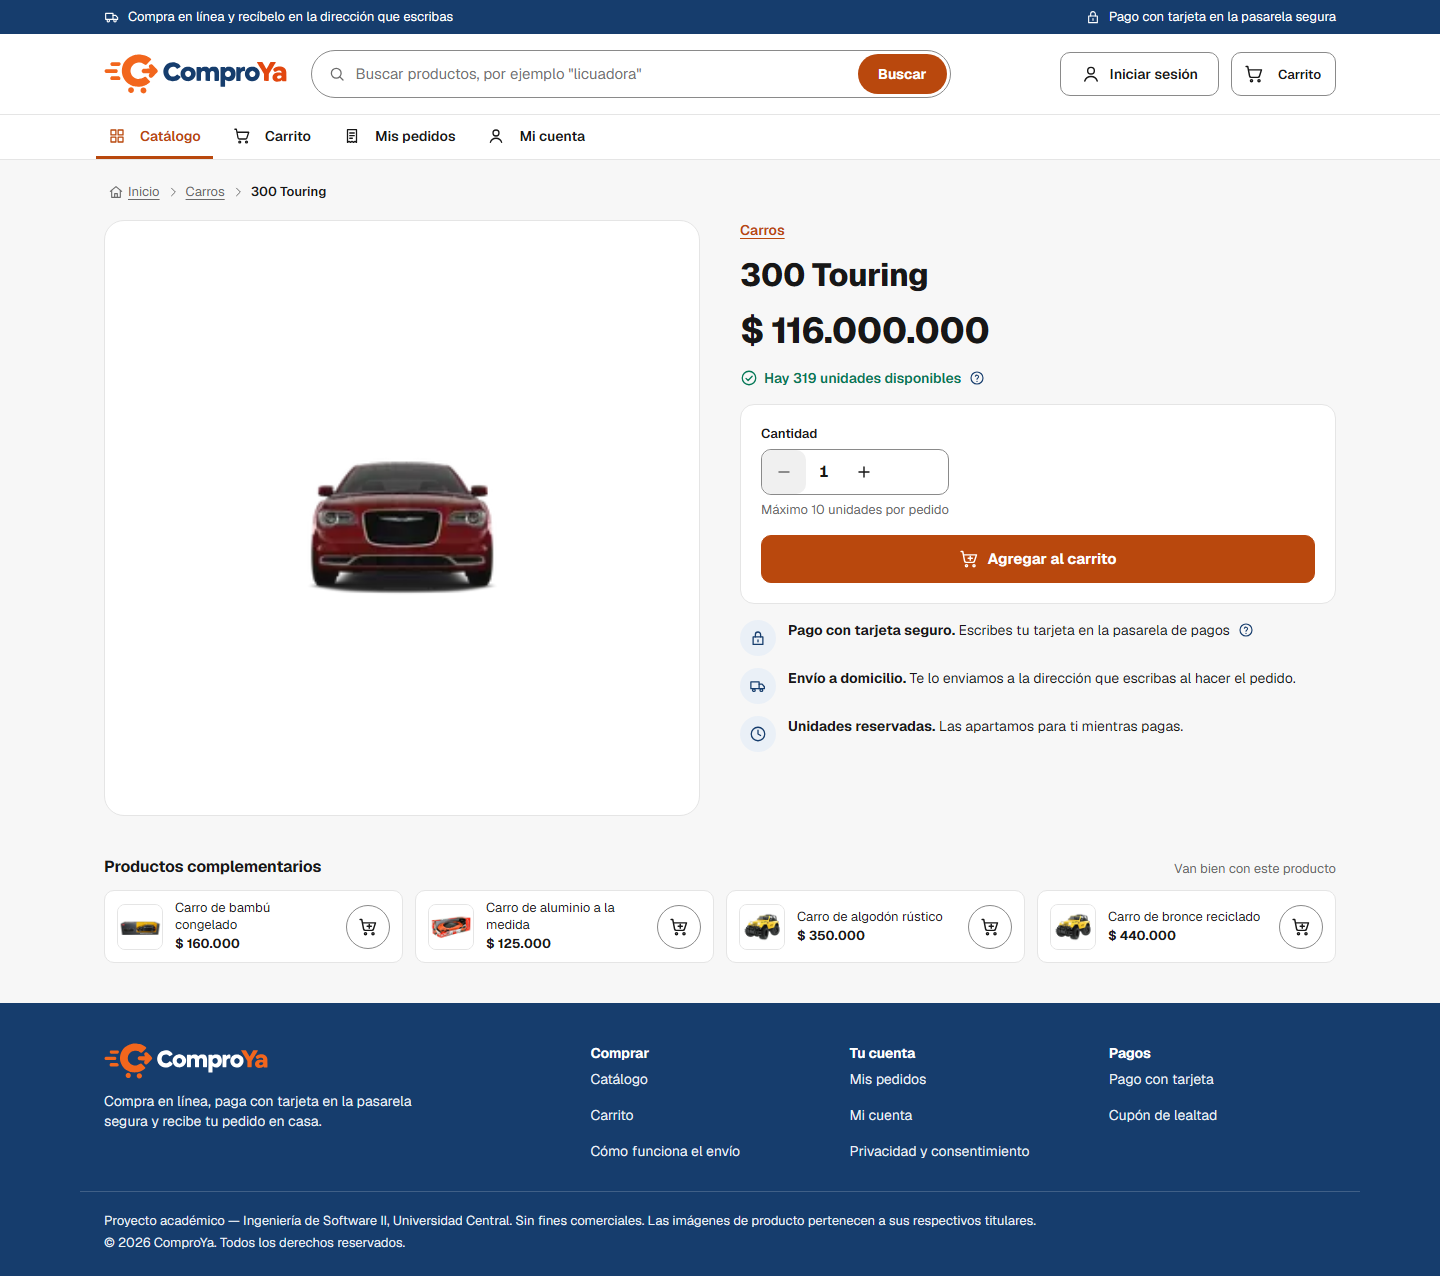 Compra en línea y recíbelo en la dirección que escribas
Pago con tarjeta en la pasarela segura
ComproYa
Buscar productos, por ejemplo "licuadora"
Buscar
Iniciar sesión
Carrito
Catálogo
Carrito
Mis pedidos
Mi cuenta
Inicio
Carros
300 Touring
Carros
300 Touring
$ 116.000.000
Hay 319 unidades disponibles
Cantidad
1
Máximo 10 unidades por pedido
Agregar al carrito
Pago con tarjeta seguro. Escribes tu tarjeta en la pasarela de pagos
Envío a domicilio. Te lo enviamos a la dirección que escribas al hacer el pedido.
Unidades reservadas. Las apartamos para ti mientras pagas.
Productos complementarios
Van bien con este producto
Carro de bambú
congelado
$ 160.000
Carro de aluminio a la
medida
$ 125.000
Carro de algodón rústico
$ 350.000
Carro de bronce reciclado
$ 440.000
ComproYa
Compra en línea, paga con tarjeta en la pasarela
segura y recibe tu pedido en casa.
Comprar
Catálogo
Carrito
Cómo funciona el envío
Tu cuenta
Mis pedidos
Mi cuenta
Privacidad y consentimiento
Pagos
Pago con tarjeta
Cupón de lealtad
Proyecto académico — Ingeniería de Software II, Universidad Central. Sin fines comerciales. Las imágenes de producto pertenecen a sus respectivos titulares.
© 2026 ComproYa. Todos los derechos reservados.